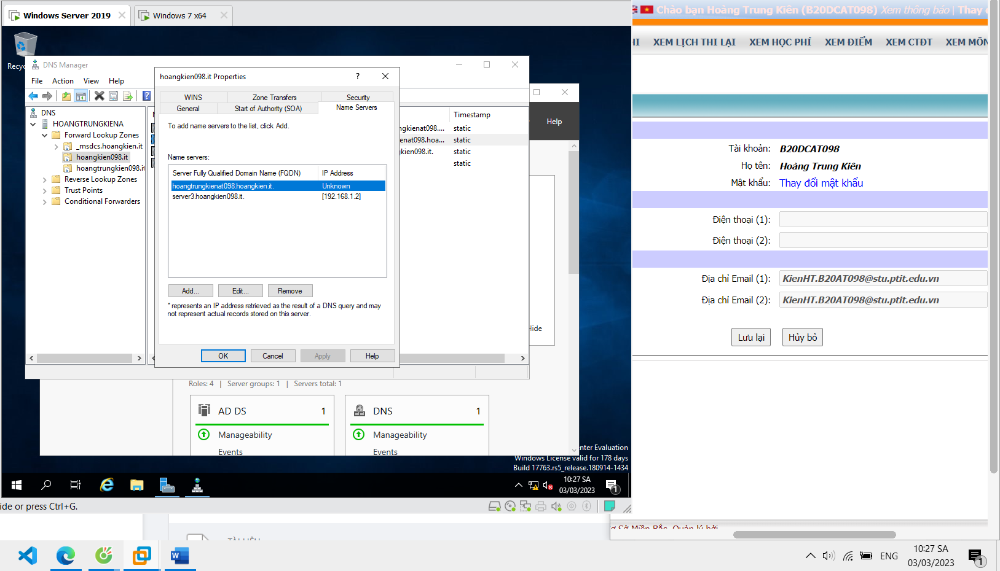 Windows Server 2019
Windows 7 x64
Recyc
DNS Manager
File Action View Help
DNS
HOANGTRUNGKIENA
Forward Lookup Zones
_msdcs.hoangkien.it
hoangkien098.it
hoangtrungkien098.it
Reverse Lookup Zones
Trust Points
Conditional Forwarders
hoangkien098.it Properties
?
WINS Zone Transfers Security
General Start of Authority (SOA) Name Servers
To add name servers to the list, click Add.
Name servers:
Server Fully Qualified Domain Name (FQDN) IP Address
hoangtrungkienat098.hoangkien.it. Unknown
server3.hoangkien098.it. [192.168.1.2]
Add... Edit... Remove
* represents an IP address retrieved as the result of a DNS query and may
not represent actual records stored on this server.
OK Cancel Apply Help
Timestamp
ngkienat098.... static
enat098.hoa... static
kien098.it. static
static
Help
Hide
Roles: 4 | Server groups: 1 | Servers total: 1
AD DS 1
Manageability
Events
DNS 1
Manageability
Events
enter Evaluation
Windows License valid for 178 days
Build 17763.rs5_release.180914-1434
10:27 SA
03/03/2023
1
ide or press Ctrl+G.
Chào bạn Hoàng Trung Kiên (B20DCAT098) Xem thông báo | Thay
HI XEM LỊCH THI LẠI XEM HỌC PHÍ XEM ĐIỂM XEM CTĐT XEM MÔN
Tài khoản: B20DCAT098
Họ tên: Hoàng Trung Kiên
Mật khẩu: Thay đổi mật khẩu
Điện thoại (1):
Điện thoại (2):
Địa chỉ Email (1): KienHT.B20AT098@stu.ptit.edu.vn
Địa chỉ Email (2): KienHT.B20AT098@stu.ptit.edu.vn
Lưu lại Hủy bỏ
Sở Miền Bắc. Quản lý bởi
TÀI LIỆU
ENG
10:27 SA
03/03/2023
1